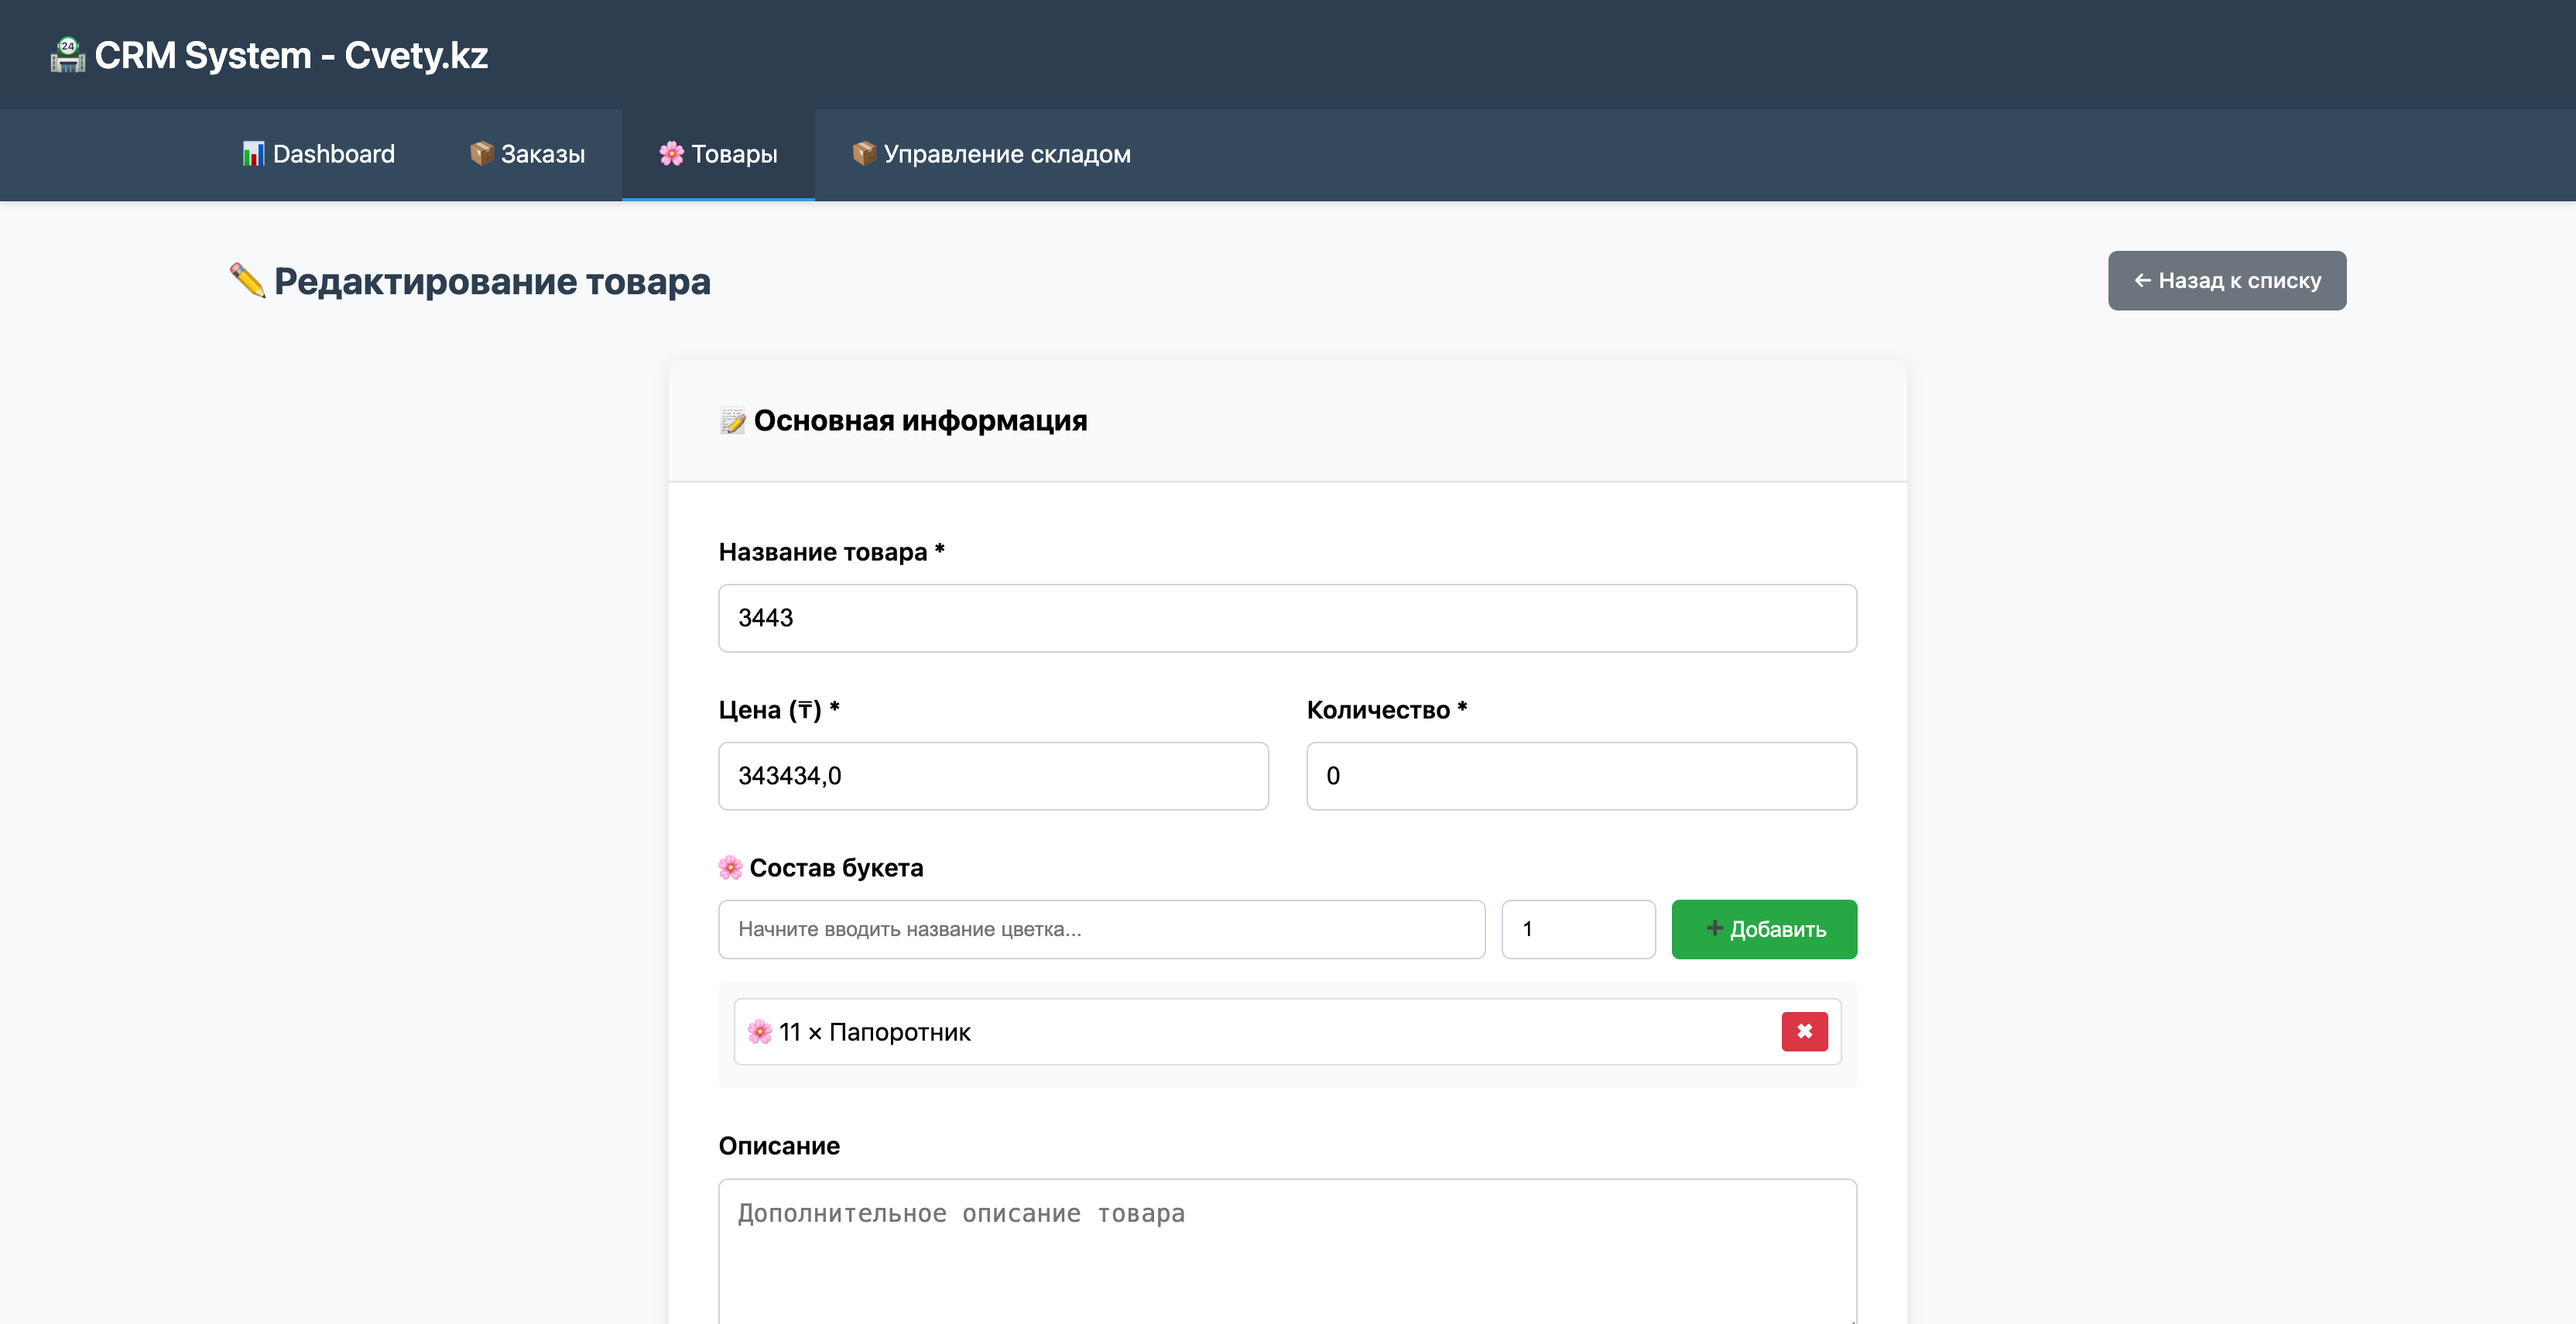 24 CRM System - Cvety.kz
📊 Dashboard 📦 Заказы 🌸 Товары 📦 Управление складом
✏️ Редактирование товара ← Назад к списку
📝 Основная информация
Название товара *
3443
Цена (₸) * Количество *
343434,0 0
🌸 Состав букета
Начните вводить название цветка... 1 ➕ Добавить
🌸 11 × Папоротник ✖
Описание
Дополнительное описание товара